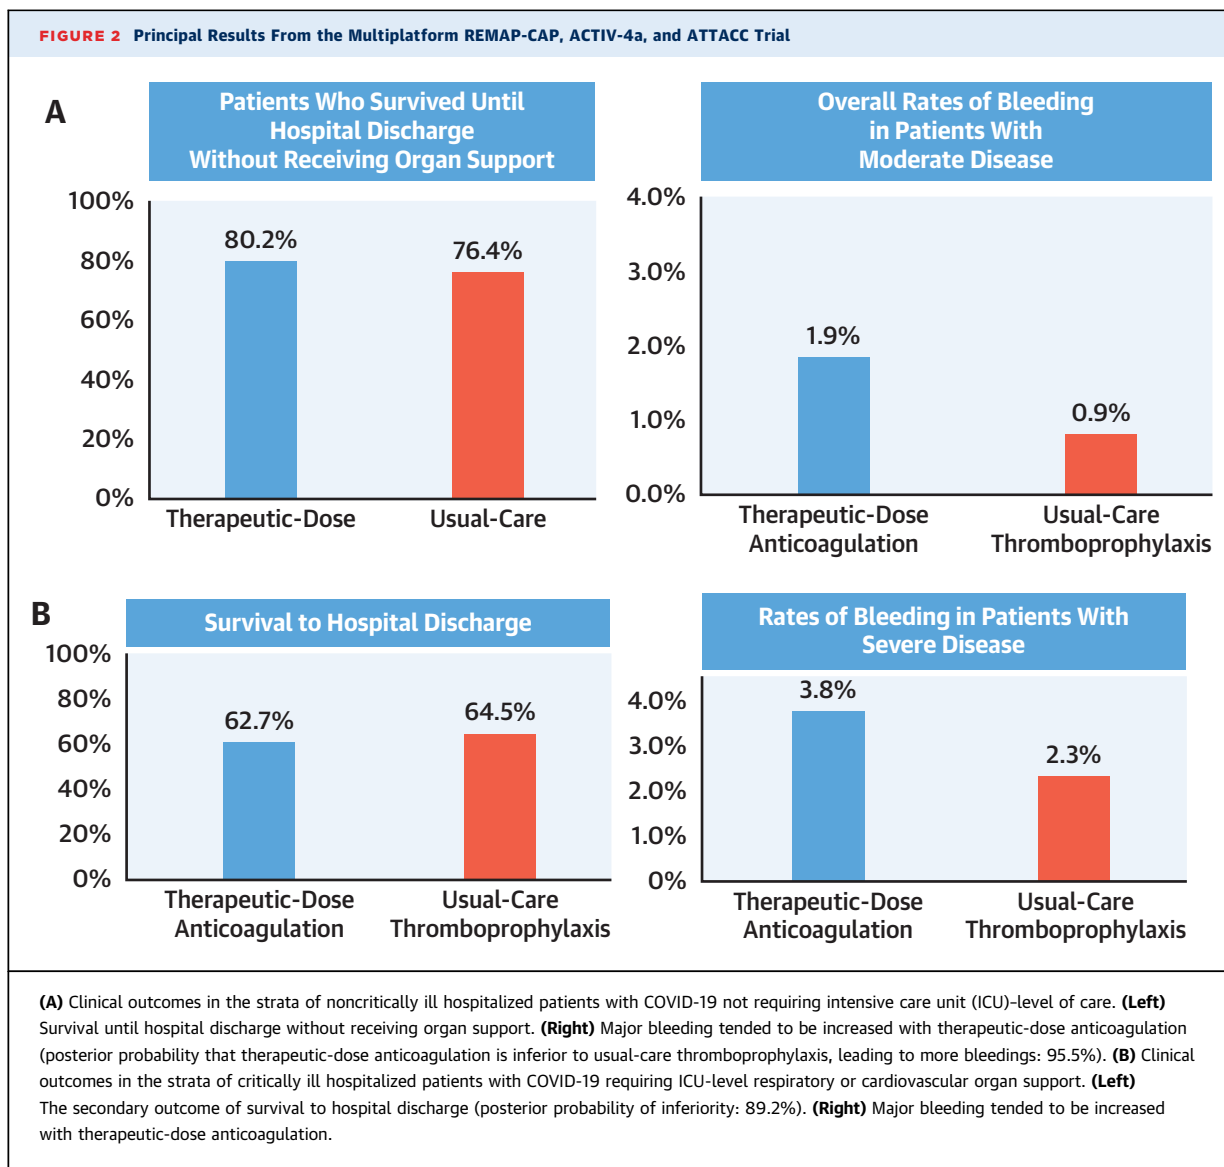 FIGURE 2 Principal Results From the Multiplatform REMAP-CAP, ACTIV-4a, and ATTACC Trial
A
Patients Who Survived Until
Hospital Discharge
Without Receiving Organ Support
100%
80%
60%
40%
20%
0%
80.2%
76.4%
Therapeutic-Dose
Usual-Care
Overall Rates of Bleeding
in Patients With
Moderate Disease
4.0%
3.0%
2.0%
1.0%
0.0%
1.9%
0.9%
Therapeutic-Dose
Anticoagulation
Usual-Care
Thromboprophylaxis
B
Survival to Hospital Discharge
100%
80%
60%
40%
20%
0%
62.7%
64.5%
Therapeutic-Dose
Anticoagulation
Usual-Care
Thromboprophylaxis
Rates of Bleeding in Patients With
Severe Disease
4.0%
3.0%
2.0%
1.0%
0%
3.8%
2.3%
Therapeutic-Dose
Anticoagulation
Usual-Care
Thromboprophylaxis
(A) Clinical outcomes in the strata of noncritically ill hospitalized patients with COVID-19 not requiring intensive care unit (ICU)–level of care. (Left)
Survival until hospital discharge without receiving organ support. (Right) Major bleeding tended to be increased with therapeutic-dose anticoagulation
(posterior probability that therapeutic-dose anticoagulation is inferior to usual-care thromboprophylaxis, leading to more bleedings: 95.5%). (B) Clinical
outcomes in the strata of critically ill hospitalized patients with COVID-19 requiring ICU-level respiratory or cardiovascular organ support. (Left)
The secondary outcome of survival to hospital discharge (posterior probability of inferiority: 89.2%). (Right) Major bleeding tended to be increased
with therapeutic-dose anticoagulation.